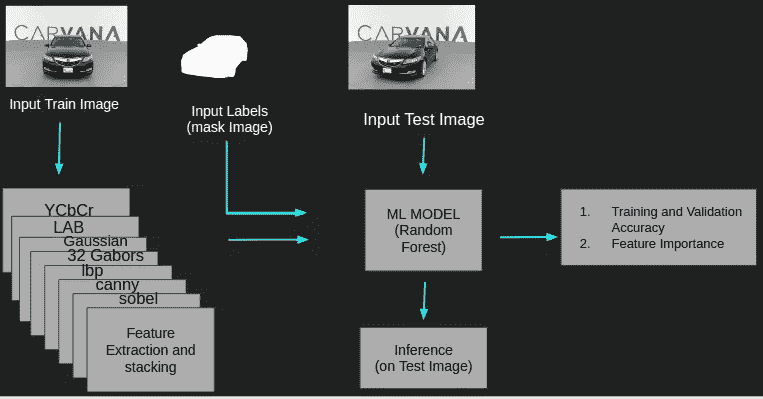 CARVANA
CARVANA
Input Train Image
Input Labels
(mask Image)
Input Test Image
YCbCr
LAB
Gaussian
32 Gabors
lbp
canny
sobel
Feature
Extraction and
stacking
ML MODEL
(Random
Forest)
1. Training and Validation
Accuracy
2. Feature Importance
Inference
(on Test Image)